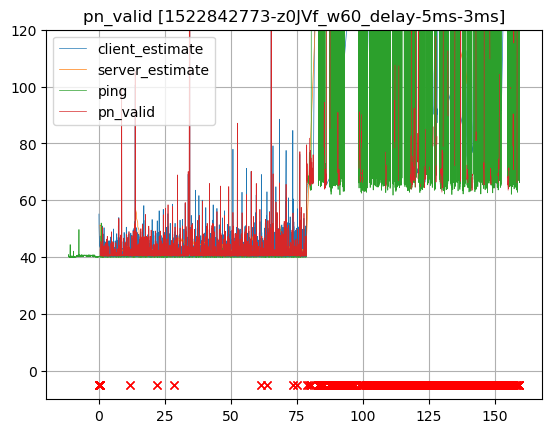 pn_valid [1522842773-z0JVf_w60_delay-5ms-3ms]
120
100
80
60
40
20
0
client_estimate
server_estimate
ping
pn_valid
0 25 50 75 100 125 150